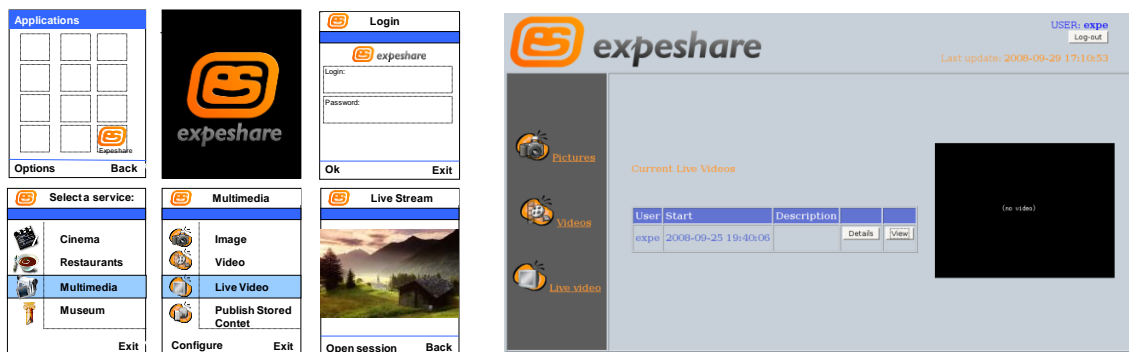 Applications
Expeshare
Options Back
expeshare
Login
expeshare
Login:
Password:
Ok Exit
Select a service:
Cinema
Restaurants
Multimedia
Museum
Exit
Multimedia
Image
Video
Live Video
Publish Stored
Contet
Configure Exit
Live Stream
Open session Back
expeshare
USER: expe
Log-out
Last update: 2008-09-29 17:10:53
Pictures
Videos
Live video
Current Live Videos
User Start Description
expe 2008-09-25 19:40:06 Details View
(no video)